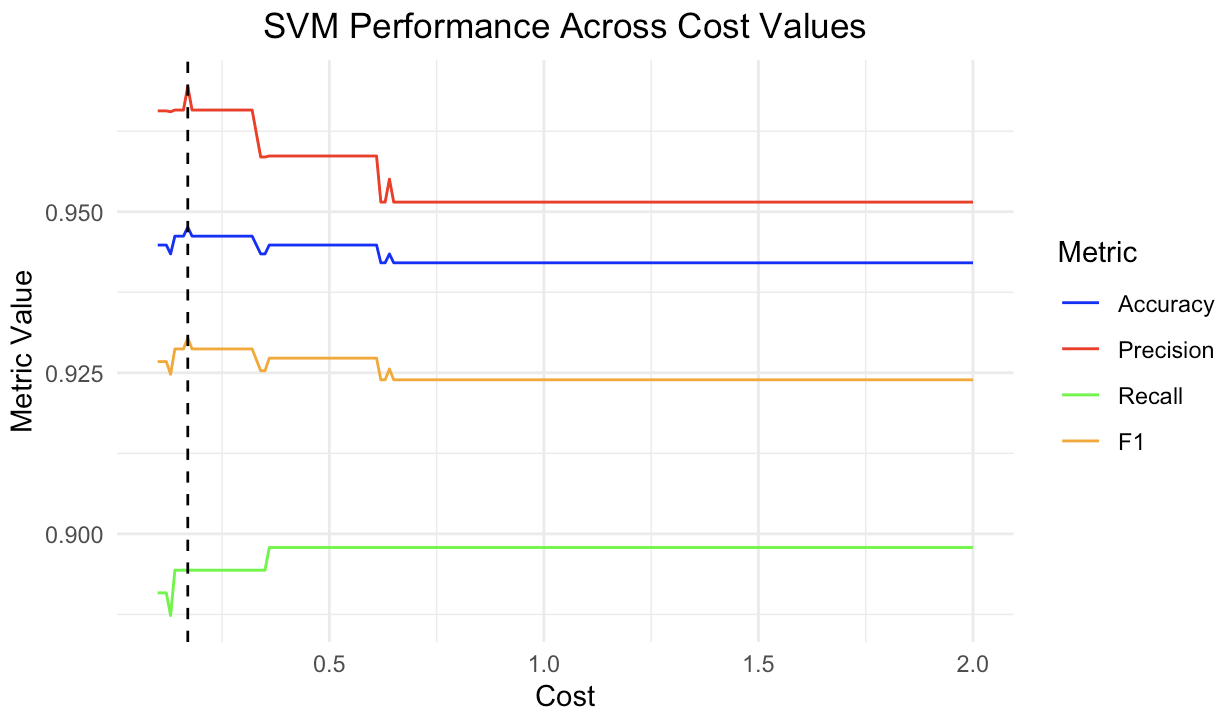 SVM Performance Across Cost Values
Metric Value
0.950
0.925
0.900
0.5 1.0 1.5 2.0
Cost
Metric
Accuracy
Precision
Recall
F1